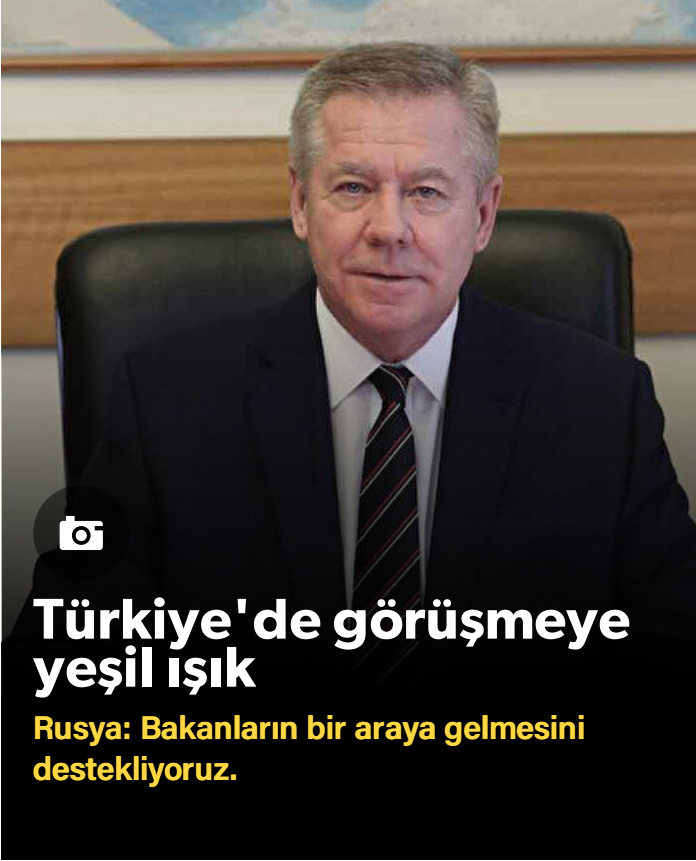 Türkiye'de görüşmeye
yeşil ışık
Rusya: Bakanların bir araya gelmesini
destekliyoruz.